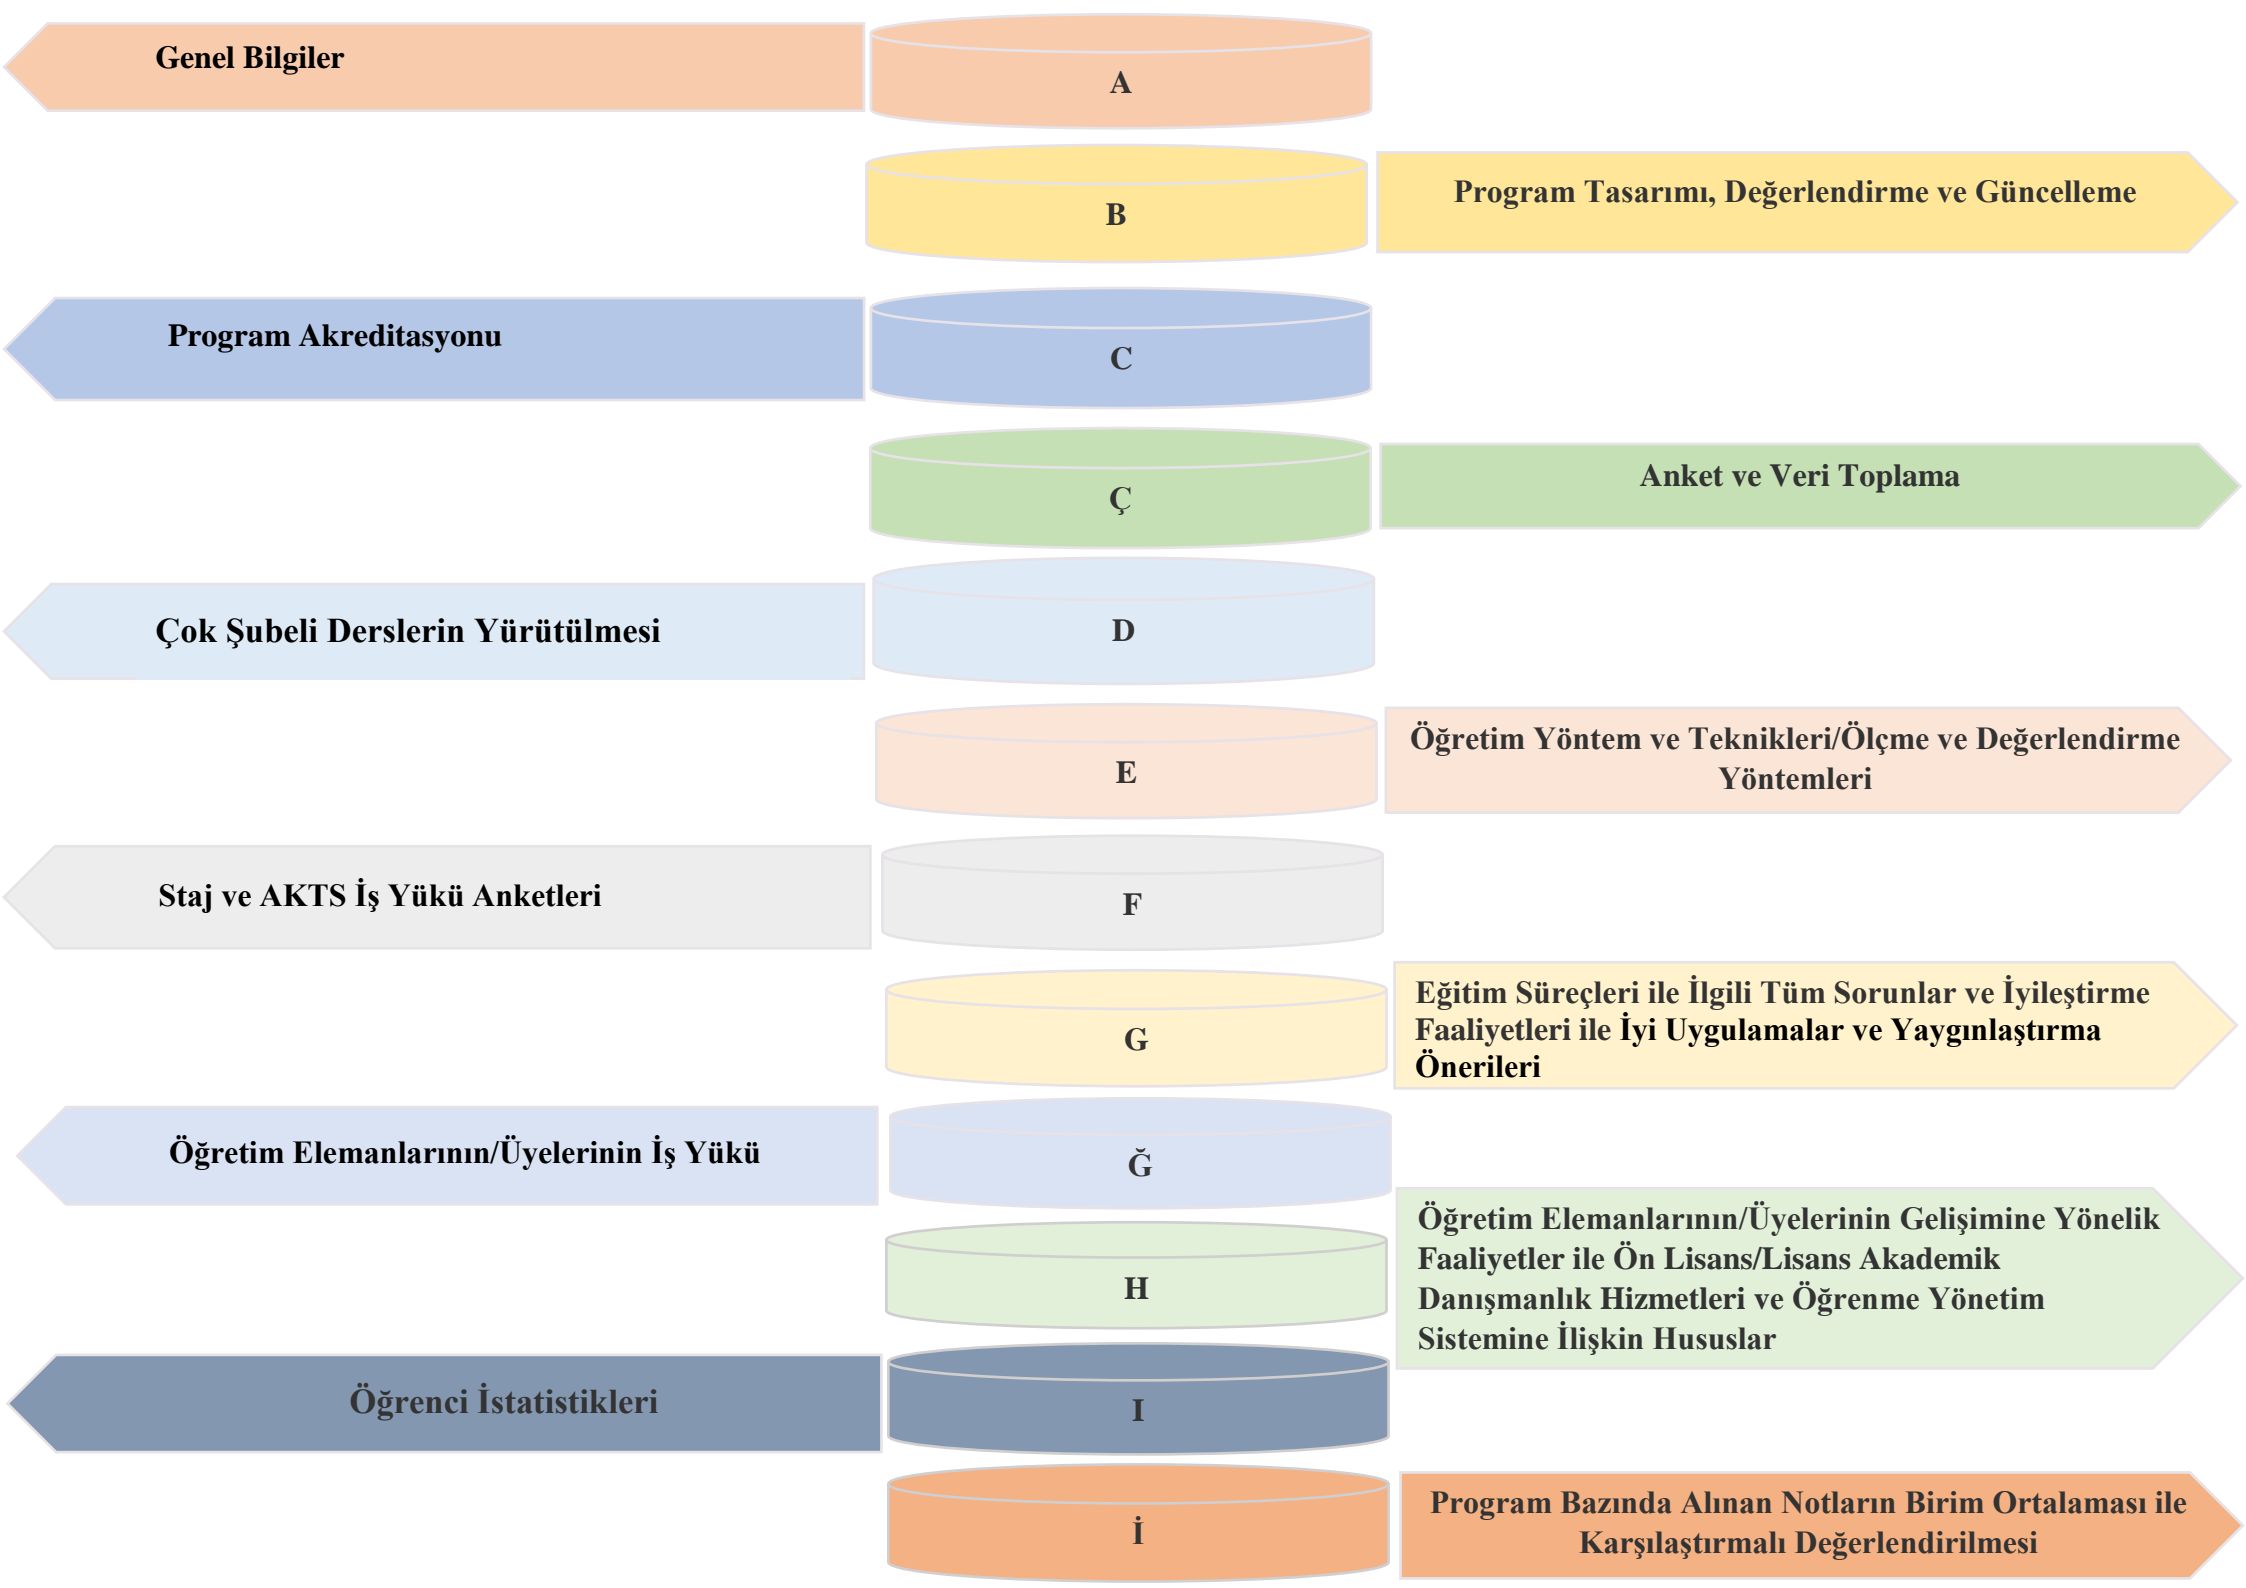 Genel Bilgiler
A
B
Program Tasarımı, Değerlendirme ve Güncelleme
Program Akreditasyonu
C
Ç
Anket ve Veri Toplama
Çok Şubeli Derslerin Yürütülmesi
D
E
Öğretim Yöntem ve Teknikleri/Ölçme ve Değerlendirme
Yöntemleri
Staj ve AKTS İş Yükü Anketleri
F
G
Eğitim Süreçleri ile İlgili Tüm Sorunlar ve İyileştirme
Faaliyetleri ile İyi Uygulamalar ve Yaygınlaştırma
Önerileri
Öğretim Elemanlarının/Üyelerinin İş Yükü
Ğ
H
Öğretim Elemanlarının/Üyelerinin Gelişimine Yönelik
Faaliyetler ile Ön Lisans/Lisans Akademik
Danışmanlık Hizmetleri ve Öğrenme Yönetim
Sistemine İlişkin Hususlar
Öğrenci İstatistikleri
I
İ
Program Bazında Alınan Notların Birim Ortalaması ile
Karşılaştırmalı Değerlendirilmesi